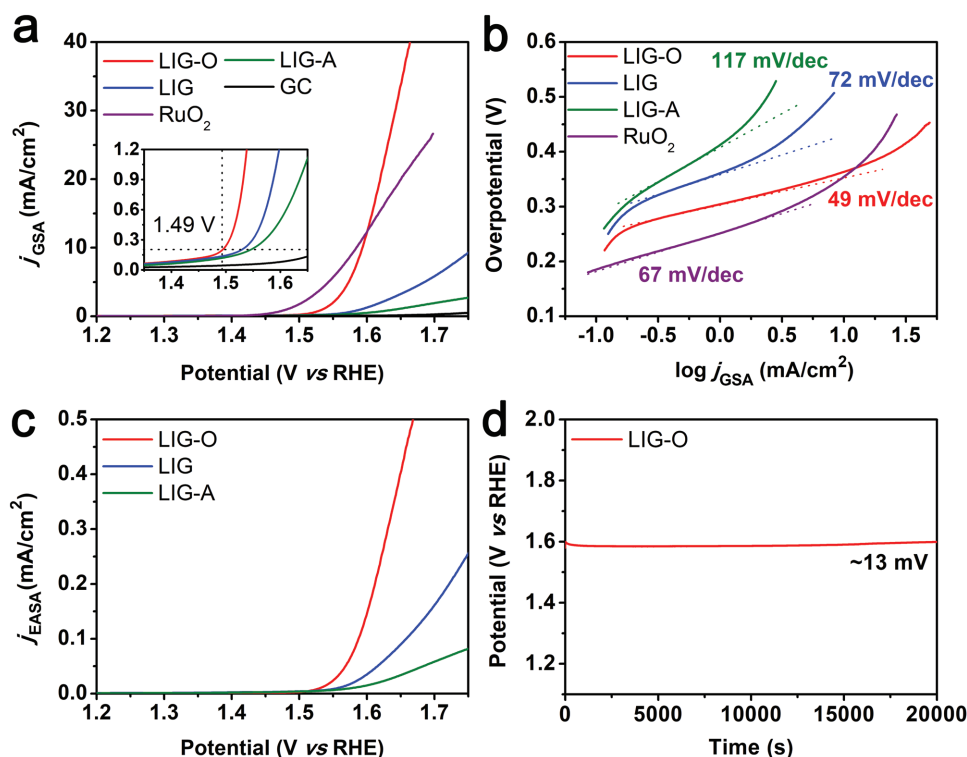 a
40
30
20
10
0
LIG-O
LIG-A
LIG
GC
RuO₂
1.2
0.9
0.6
0.3
0.0
1.49 V
1.4 1.5 1.6
1.2 1.3 1.4 1.5 1.6 1.7
Potential (V vs RHE)
j_GSA (mA/cm²)
b
0.6
0.5
0.4
0.3
0.2
0.1
LIG-O
LIG
LIG-A
RuO₂
117 mV/dec
72 mV/dec
49 mV/dec
67 mV/dec
-1.0 -0.5 0.0 0.5 1.0 1.5
log j_GSA (mA/cm²)
Overpotential (V)
c
0.5
0.4
0.3
0.2
0.1
0.0
LIG-O
LIG
LIG-A
1.2 1.3 1.4 1.5 1.6 1.7
Potential (V vs RHE)
j_EASA (mA/cm²)
d
2.0
1.8
1.6
1.4
1.2
LIG-O
~13 mV
0 5000 10000 15000 20000
Time (s)
Potential (V vs RHE)